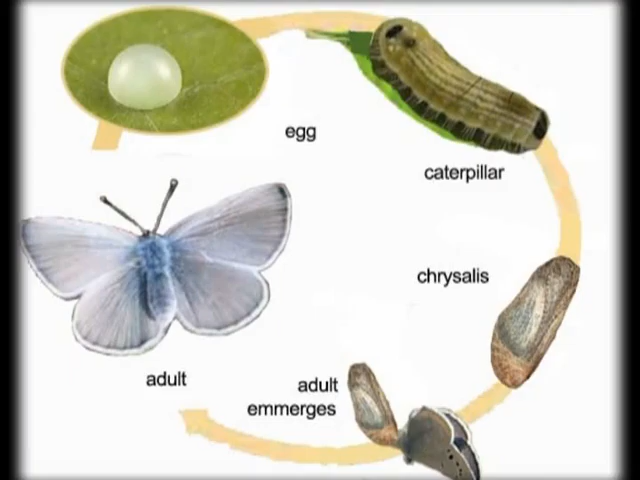 egg
caterpillar
chrysalis
adult
emmerges
adult